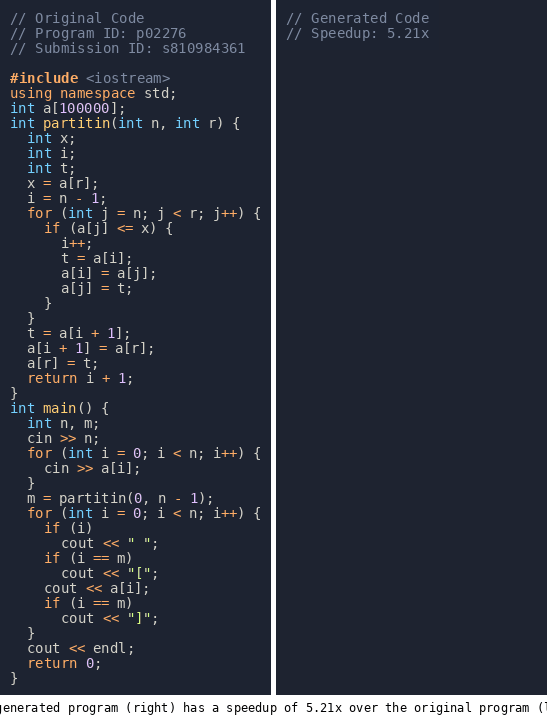 // Original Code
// Program ID: p02276
// Submission ID: s810984361

#include <iostream>
using namespace std;
int a[100000];
int partitin(int n, int r) {
  int x;
  int i;
  int t;
  x = a[r];
  i = n - 1;
  for (int j = n; j < r; j++) {
    if (a[j] <= x) {
      i++;
      t = a[i];
      a[i] = a[j];
      a[j] = t;
    }
  }
  t = a[i + 1];
  a[i + 1] = a[r];
  a[r] = t;
  return i + 1;
}
int main() {
  int n, m;
  cin >> n;
  for (int i = 0; i < n; i++) {
    cin >> a[i];
  }
  m = partitin(0, n - 1);
  for (int i = 0; i < n; i++) {
    if (i)
      cout << " ";
    if (i == m)
      cout << "[";
    cout << a[i];
    if (i == m)
      cout << "]";
  }
  cout << endl;
  return 0;
}
// Generated Code
// Speedup: 5.21x
generated program (right) has a speedup of 5.21x over the original program (l